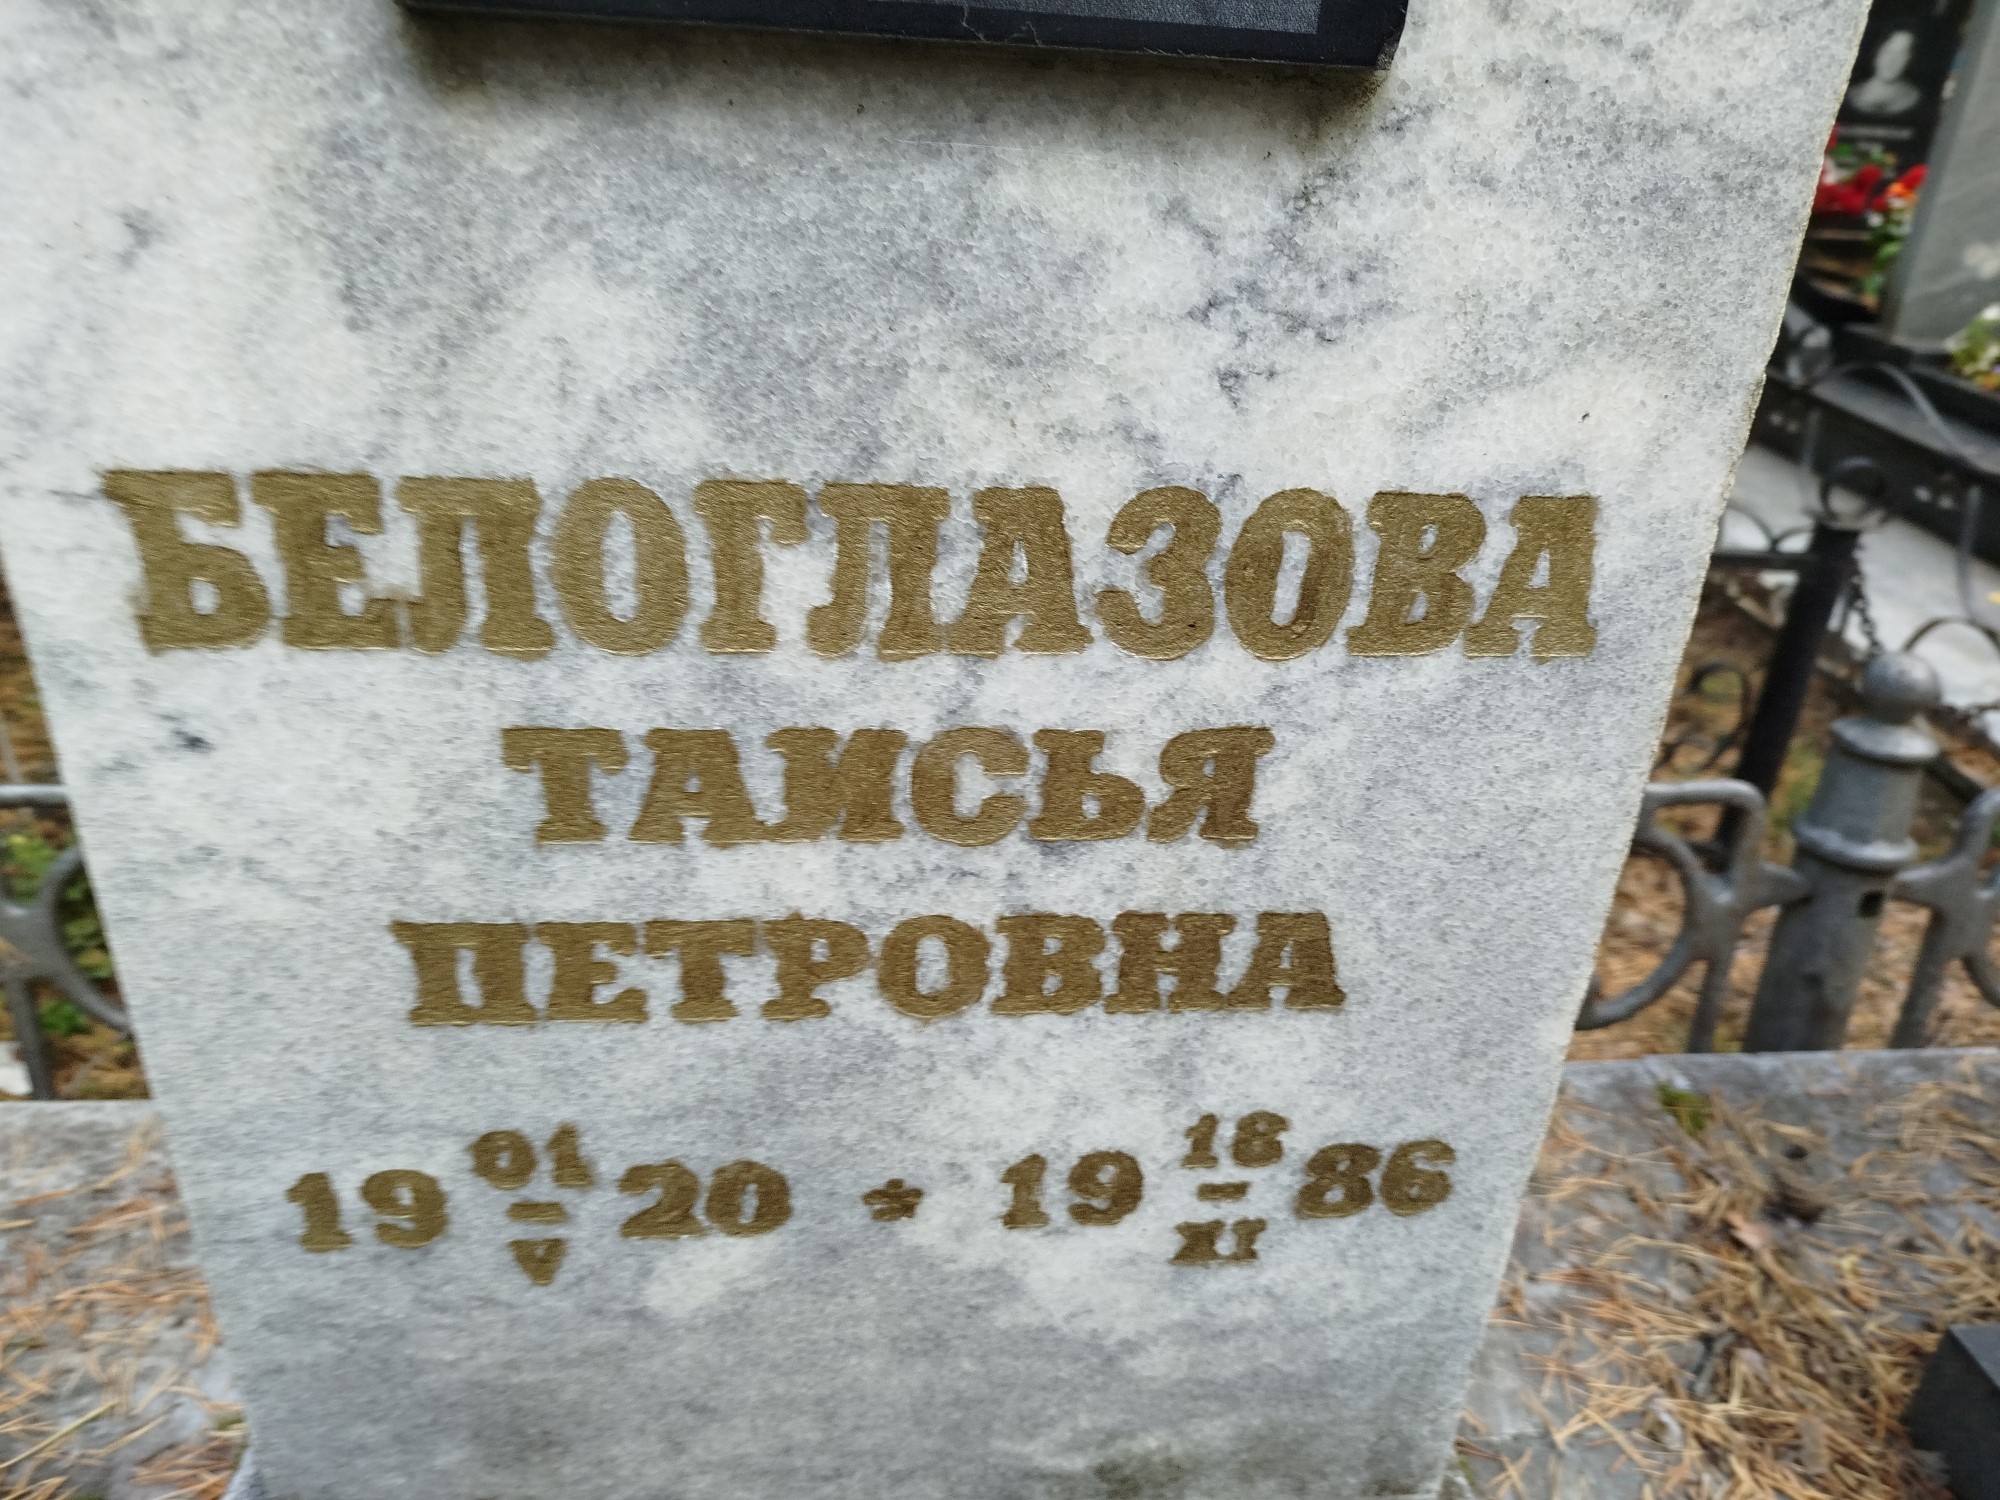 БЕЛОГЛАЗОВА
ТАИСЬЯ
ПЕТРОВНА
19 01-V 20 * 19 18-XI 86